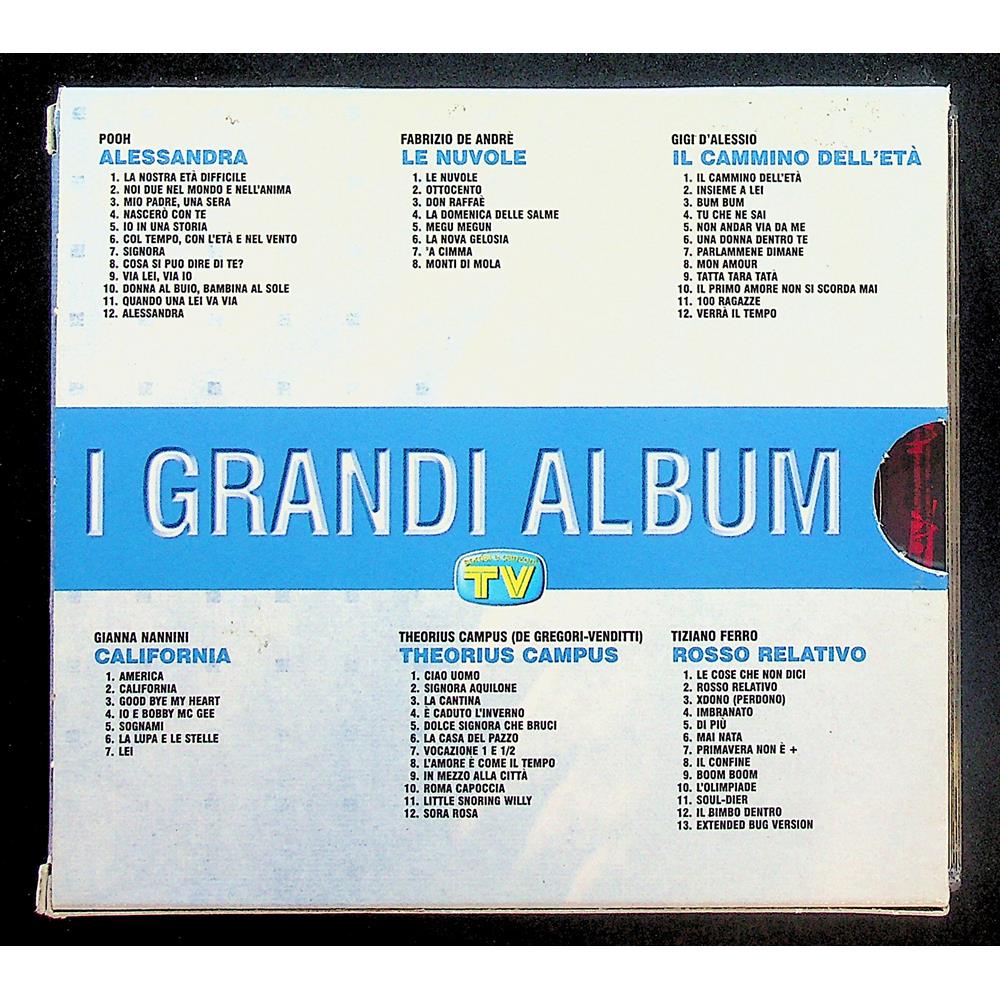 POOH
ALESSANDRA
1. LA NOSTRA ETÀ DIFFICILE
2. NOI DUE NEL MONDO E NELL'ANIMA
3. MIO PADRE, UNA SERA
4. NASCERÒ CON TE
5. IO IN UNA STORIA
6. COL TEMPO, CON L'ETÀ E NEL VENTO
7. SIGNORA
8. COSA SI PUO DIRE DI TE?
9. VIA LEI, VIA IO
10. DONNA AL BUIO, BAMBINA AL SOLE
11. QUANDO UNA LEI VA VIA
12. ALESSANDRA
FABRIZIO DE ANDRÈ
LE NUVOLE
1. LE NUVOLE
2. OTTOCENTO
3. DON RAFFAÈ
4. LA DOMENICA DELLE SALME
5. MEGU MEGUN
6. LA NOVA GELOSIA
7. 'A CIMMA
8. MONTI DI MOLA
GIGI D'ALESSIO
IL CAMMINO DELL'ETÀ
1. IL CAMMINO DELL'ETÀ
2. INSIEME A LEI
3. BUM BUM
4. TU CHE NE SAI
5. NON ANDAR VIA DA ME
6. UNA DONNA DENTRO TE
7. PARLAMMENE DIMANE
8. MON AMOUR
9. TATTA TARA TATÀ
10. IL PRIMO AMORE NON SI SCORDA MAI
11. 100 RAGAZZE
12. VERRÀ IL TEMPO
I GRANDI ALBUM
TV
GIANNA NANNINI
CALIFORNIA
1. AMERICA
2. CALIFORNIA
3. GOOD BYE MY HEART
4. IO E BOBBY MC GEE
5. SOGNAMI
6. LA LUPA E LE STELLE
7. LEI
THEORIUS CAMPUS (DE GREGORI-VENDITTI)
THEORIUS CAMPUS
1. CIAO UOMO
2. SIGNORA AQUILONE
3. LA CANTINA
4. È CADUTO L'INVERNO
5. DOLCE SIGNORA CHE BRUCI
6. LA CASA DEL PAZZO
7. VOCAZIONE 1 E 1/2
8. L'AMORE È COME IL TEMPO
9. IN MEZZO ALLA CITTÀ
10. ROMA CAPOCCIA
11. LITTLE SNORING WILLY
12. SORA ROSA
TIZIANO FERRO
ROSSO RELATIVO
1. LE COSE CHE NON DICI
2. ROSSO RELATIVO
3. XDONO (PERDONO)
4. IMBRANATO
5. DI PIÙ
6. MAI NATA
7. PRIMAVERA NON È +
8. IL CONFINE
9. BOOM BOOM
10. L'OLIMPIADE
11. SOUL-DIER
12. IL BIMBO DENTRO
13. EXTENDED BUG VERSION